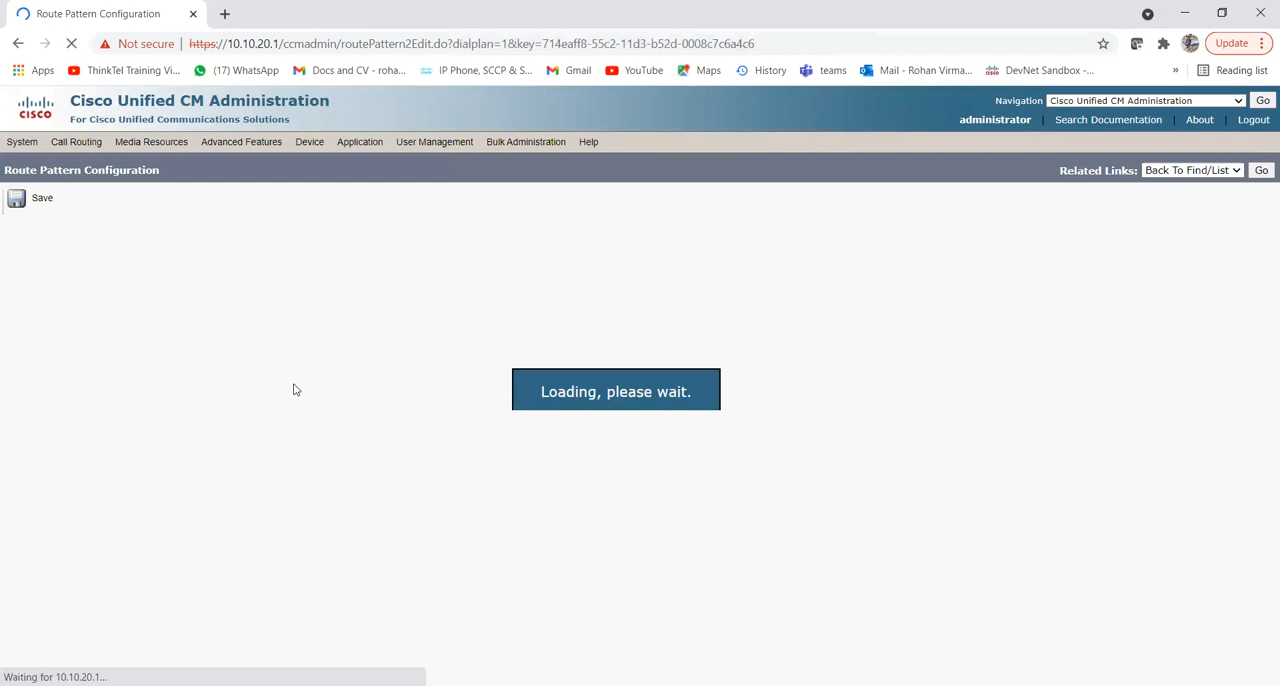 Route Pattern Configuration
Not secure | https://10.10.20.1/ccmadmin/routePattern2Edit.do?dialplan=1&key=714eaff8-55c2-11d3-b52d-0008c7c6a4c6 Update
Apps ThinkTel Training Vi... (17) WhatsApp Docs and CV - roha... IP Phone, SCCP & S... Gmail YouTube Maps History teams Mail - Rohan Virma... DevNet Sandbox -... » Reading list
CISCO Cisco Unified CM Administration Navigation Cisco Unified CM Administration Go
For Cisco Unified Communications Solutions administrator | Search Documentation | About | Logout
System Call Routing Media Resources Advanced Features Device Application User Management Bulk Administration Help
Route Pattern Configuration Related Links: Back To Find/List Go
Save
Loading, please wait.
Waiting for 10.10.20.1...